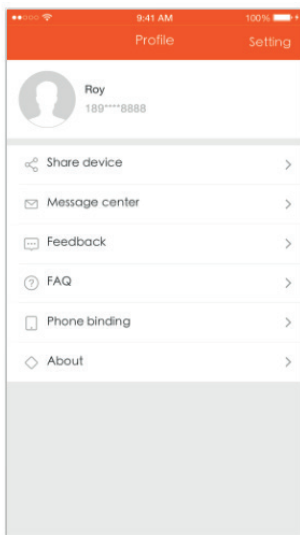 9:41 AM
100%
Profile
Setting
Roy
189****8888
Share device
Message center
Feedback
FAQ
Phone binding
About